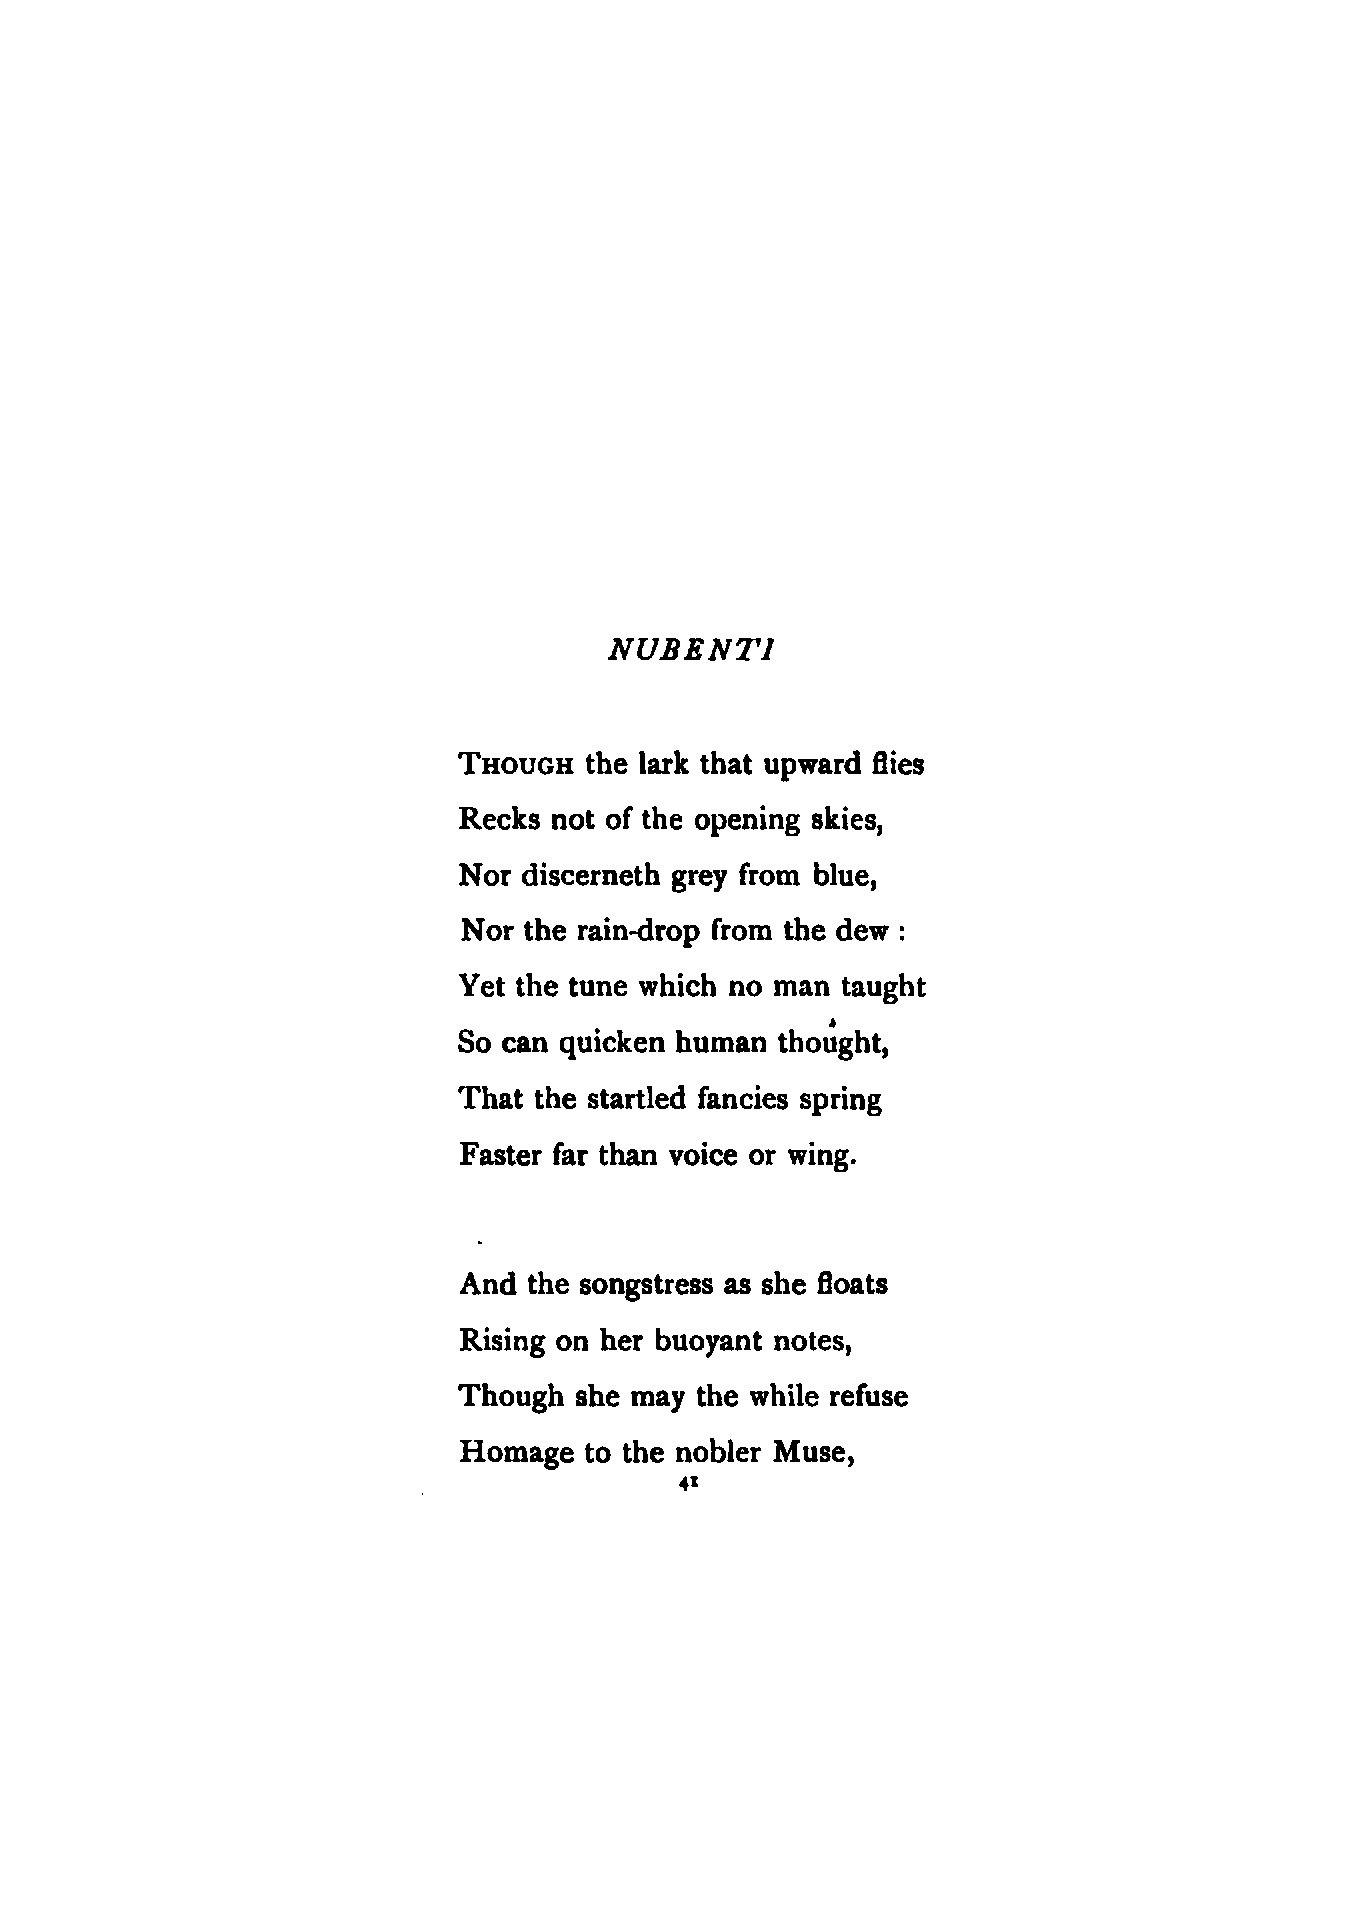 NUBENTI
THOUGH the lark that upward flies
Recks not of the opening skies,
Nor discerneth grey from blue,
Nor the rain-drop from the dew :
Yet the tune which no man taught
So can quicken human thought,
That the startled fancies spring
Faster far than voice or wing.
And the songstress as she floats
Rising on her buoyant notes,
Though she may the while refuse
Homage to the nobler Muse,
41